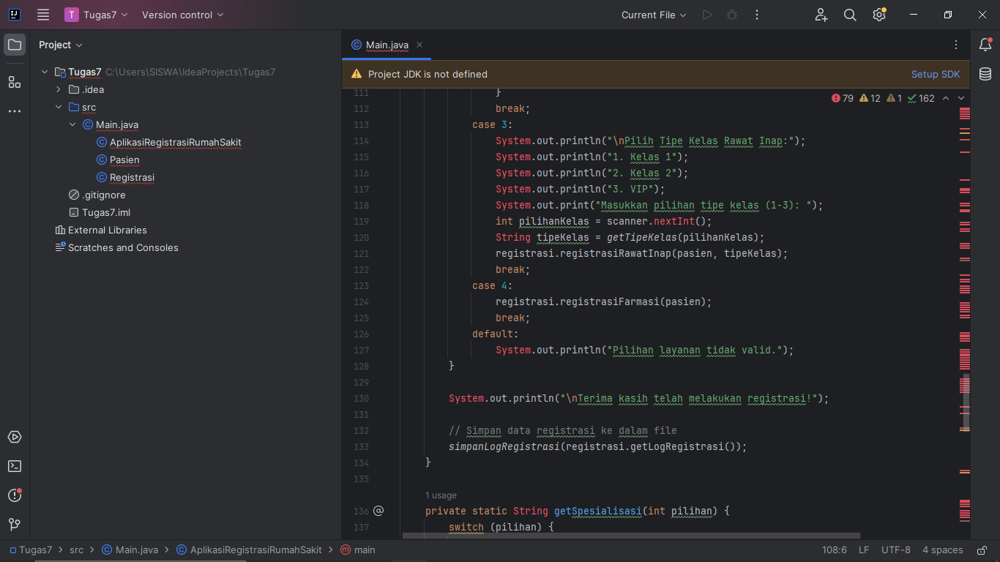 T Tugas7 Version control Current File
Project
Main.java
Tugas7 C:\Users\SISWA\IdeaProjects\Tugas7
.idea
src
Main.java
AplikasiRegistrasiRumahSakit
Pasien
Registrasi
.gitignore
Tugas7.iml
External Libraries
Scratches and Consoles
Project JDK is not defined Setup SDK
79 12 1 162
111 }
112 break;
113 case 3:
114 System.out.println("\nPilih Tipe Kelas Rawat Inap:");
115 System.out.println("1. Kelas 1");
116 System.out.println("2. Kelas 2");
117 System.out.println("3. VIP");
118 System.out.print("Masukkan pilihan tipe kelas (1-3): ");
119 int pilihanKelas = scanner.nextInt();
120 String tipeKelas = getTipeKelas(pilihanKelas);
121 registrasi.registrasiRawatInap(pasien, tipeKelas);
122 break;
123 case 4:
124 registrasi.registrasiFarmasi(pasien);
125 break;
126 default:
127 System.out.println("Pilihan layanan tidak valid.");
128 }
129
130 System.out.println("\nTerima kasih telah melakukan registrasi!");
131
132 // Simpan data registrasi ke dalam file
133 simpanLogRegistrasi(registrasi.getLogRegistrasi());
134 }
135
1 usage
136 @ private static String getSpesialisasi(int pilihan) {
137 switch (pilihan) {
Tugas7 > src > Main.java > AplikasiRegistrasiRumahSakit > main 108:6 LF UTF-8 4 spaces